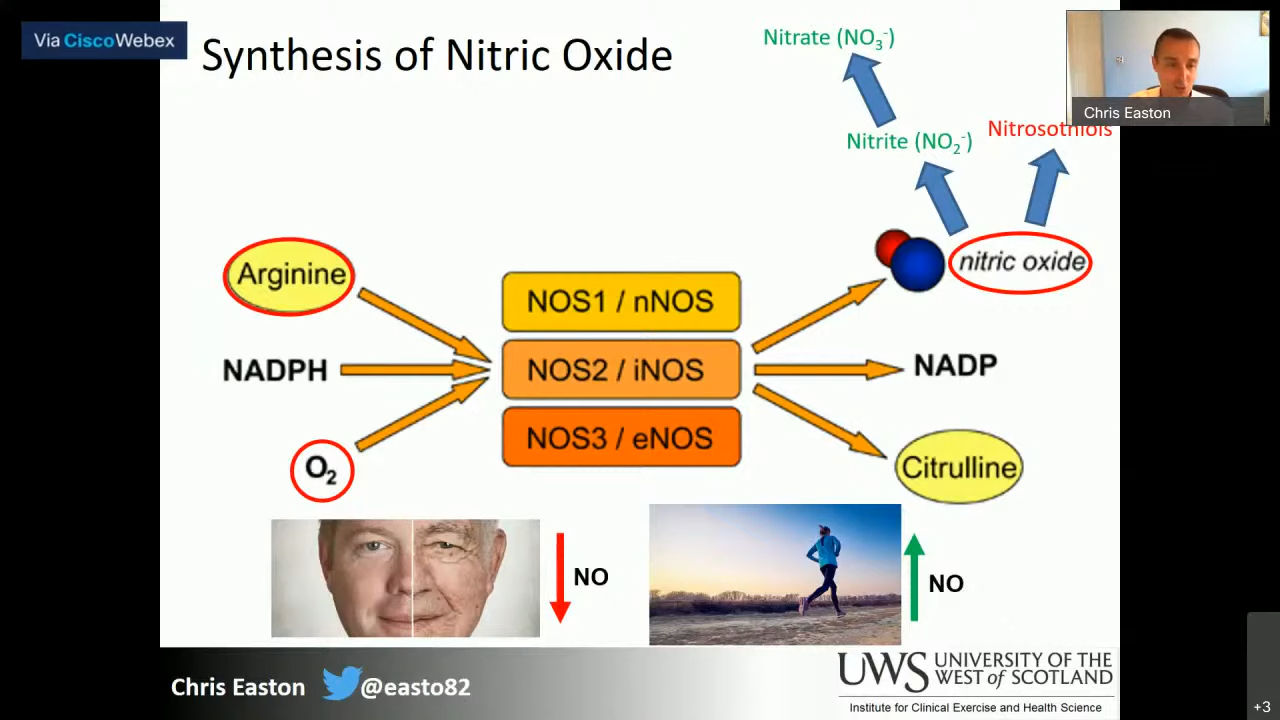 Via CiscoWebex
Synthesis of Nitric Oxide
Nitrate (NO₃⁻)
Chris Easton
Nitrite (NO₂⁻)
Nitrosothiols
Arginine
NADPH
O₂
NOS1 / nNOS
NOS2 / iNOS
NOS3 / eNOS
nitric oxide
NADP
Citrulline
NO
NO
Chris Easton
@easto82
UWS
UNIVERSITY OF THE
WEST of SCOTLAND
Institute for Clinical Exercise and Health Science
+3